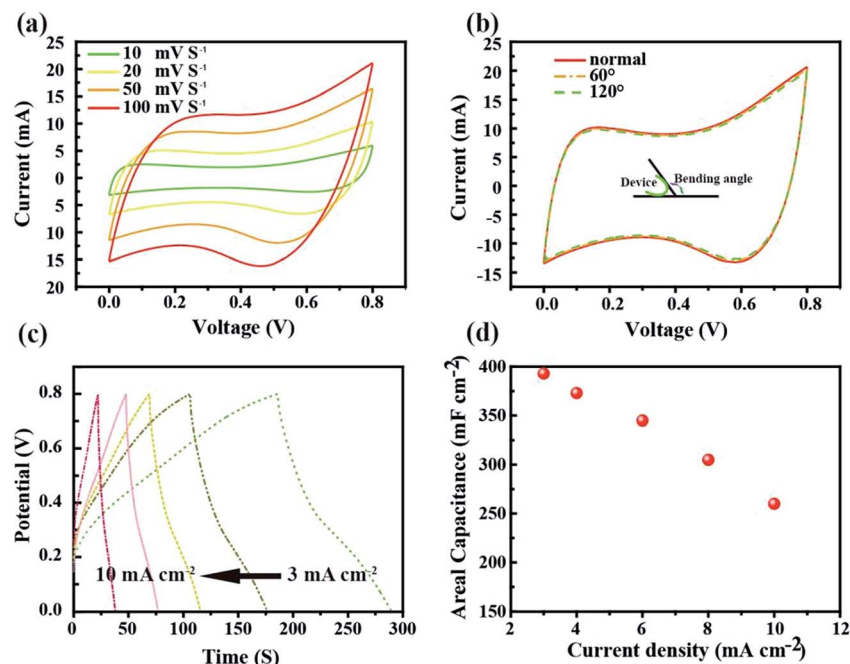 (a)
10 mV S⁻¹
20 mV S⁻¹
50 mV S⁻¹
100 mV S⁻¹
25
20
15
10
5
0
5
10
15
20
Current (mA)
0.0 0.2 0.4 0.6 0.8
Voltage (V)
(b)
normal
60°
120°
Device
Bending angle
25
20
15
10
5
0
-5
-10
-15
Current (mA)
0.0 0.2 0.4 0.6 0.8
Voltage (V)
(c)
1.0
0.8
0.6
0.4
0.2
0.0
Potential (V)
10 mA cm⁻²
3 mA cm⁻²
0 50 100 150 200 250 300
Time (S)
(d)
400
350
300
250
150
Areal Capacitance (mF cm⁻²)
2 4 6 8 10 12
Current density (mA cm⁻²)